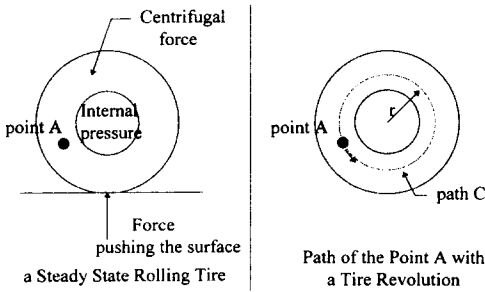 Centrifugal
force
Internal
pressure
point A
Force
pushing the surface
a Steady State Rolling Tire
r
point A
path C
Path of the Point A with
a Tire Revolution